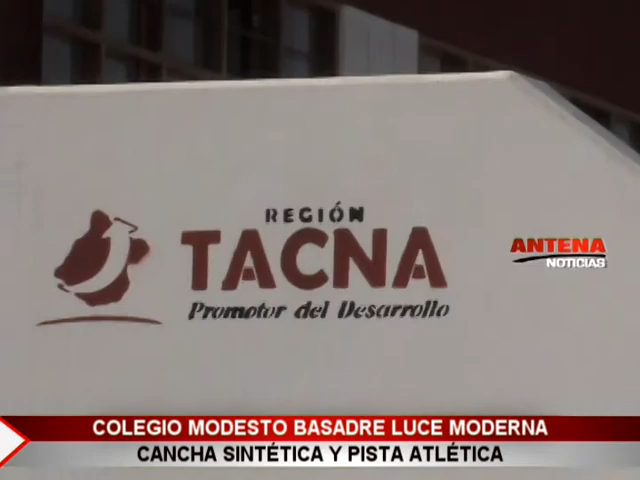 REGIÓN
TACNA
Promotor del Desarrollo
ANTENA
NOTICIAS
COLEGIO MODESTO BASADRE LUCE MODERNA
CANCHA SINTÉTICA Y PISTA ATLÉTICA